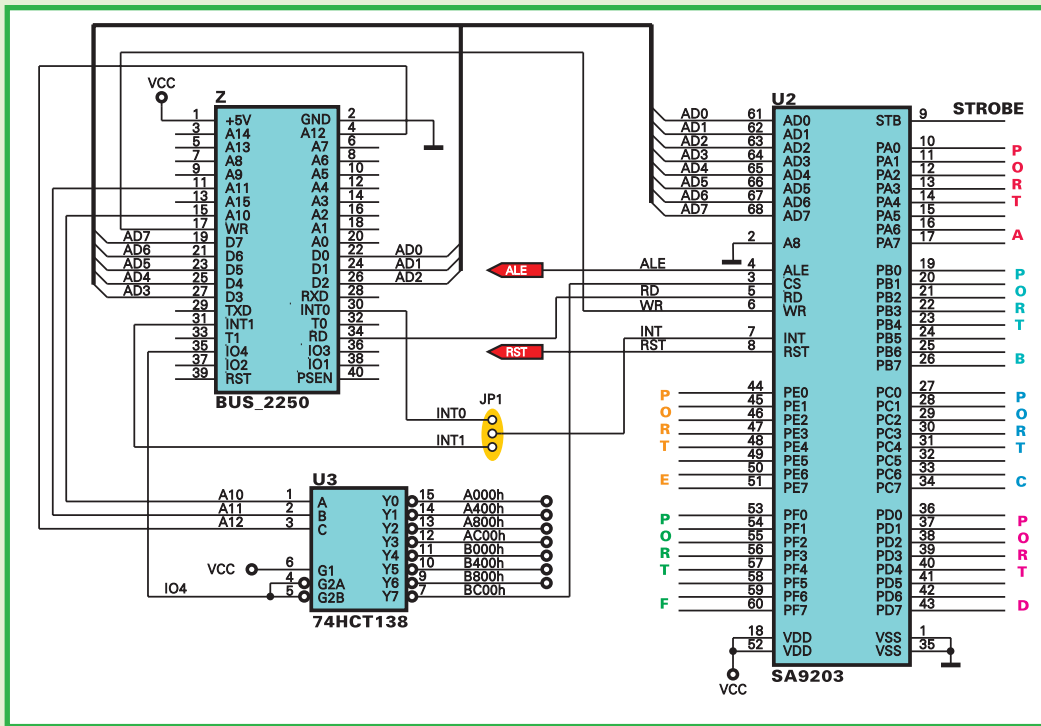 VCC
Z
1 +5V GND 2
3 A14 A12 4
5 A13 A7 6
7 A8 A6 8
9 A9 A5 10
11 A11 A4 12
13 A15 A3 14
15 A10 A2 16
17 WR A1 18
AD7 19 D7 A0 20
AD6 21 D6 D0 22 AD0
AD5 23 D5 D1 24 AD1
AD4 25 D4 D2 26 AD2
AD3 27 D3 RXD 28
29 TXD INT0 30
31 INT1 T0 32
33 T1 RD 34
35 IO4 IO3 36
37 IO2 IO1 38
39 RST PSEN 40
BUS_2250
ALE
RST
JP1
INT0
INT1
U3
A10 1 A Y0 15 A000h
A11 2 B Y1 14 A400h
A12 3 C Y2 13 A800h
Y3 12 AC00h
Y4 11 B000h
VCC 6 G1 Y5 10 B400h
4 G2A Y6 9 B800h
IO4 5 G2B Y7 7 BC00h
74HCT138
U2
AD0 61 AD0 STB 9 STROBE
AD1 62 AD1
AD2 63 AD2 PA0 10
AD3 64 AD3 PA1 11
AD4 65 AD4 PA2 12
AD5 66 AD5 PA3 13
AD6 67 AD6 PA4 14
AD7 68 AD7 PA5 15
PA6 16
2 A8 PA7 17
PORT A
ALE 4 ALE PB0 19
3 CS PB1 20
RD 5 RD PB2 21
WR 6 WR PB3 22
PB4 23
INT 7 INT PB5 24
RST 8 RST PB6 25
PB7 26
PORT B
44 PE0 PC0 27
45 PE1 PC1 28
46 PE2 PC2 29
47 PE3 PC3 30
48 PE4 PC4 31
49 PE5 PC5 32
50 PE6 PC6 33
51 PE7 PC7 34
PORT E
PORT C
53 PF0 PD0 36
54 PF1 PD1 37
55 PF2 PD2 38
56 PF3 PD3 39
57 PF4 PD4 40
58 PF5 PD5 41
59 PF6 PD6 42
60 PF7 PD7 43
PORT F
PORT D
18 VDD VSS 1
52 VDD VSS 35
VCC
SA9203